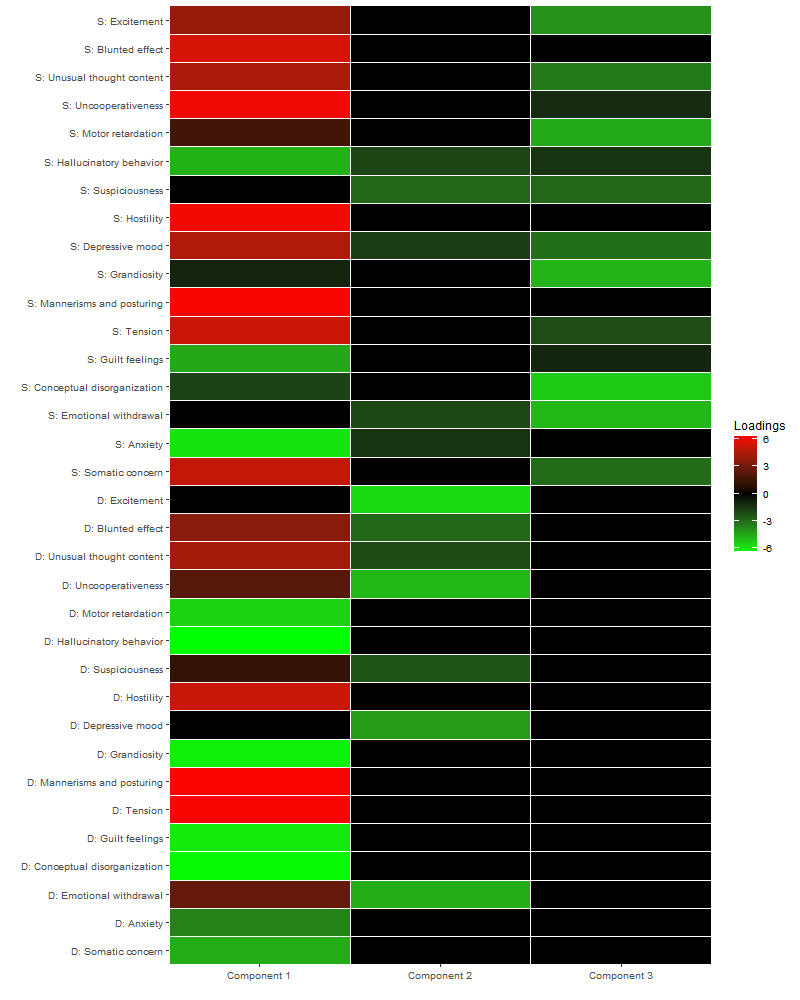 S: Excitement
S: Blunted effect
S: Unusual thought content
S: Uncooperativeness
S: Motor retardation
S: Hallucinatory behavior
S: Suspiciousness
S: Hostility
S: Depressive mood
S: Grandiosity
S: Mannerisms and posturing
S: Tension
S: Guilt feelings
S: Conceptual disorganization
S: Emotional withdrawal
S: Anxiety
S: Somatic concern
D: Excitement
D: Blunted effect
D: Unusual thought content
D: Uncooperativeness
D: Motor retardation
D: Hallucinatory behavior
D: Suspiciousness
D: Hostility
D: Depressive mood
D: Grandiosity
D: Mannerisms and posturing
D: Tension
D: Guilt feelings
D: Conceptual disorganization
D: Emotional withdrawal
D: Anxiety
D: Somatic concern
Component 1 Component 2 Component 3
Loadings
6
3
0
-3
-6